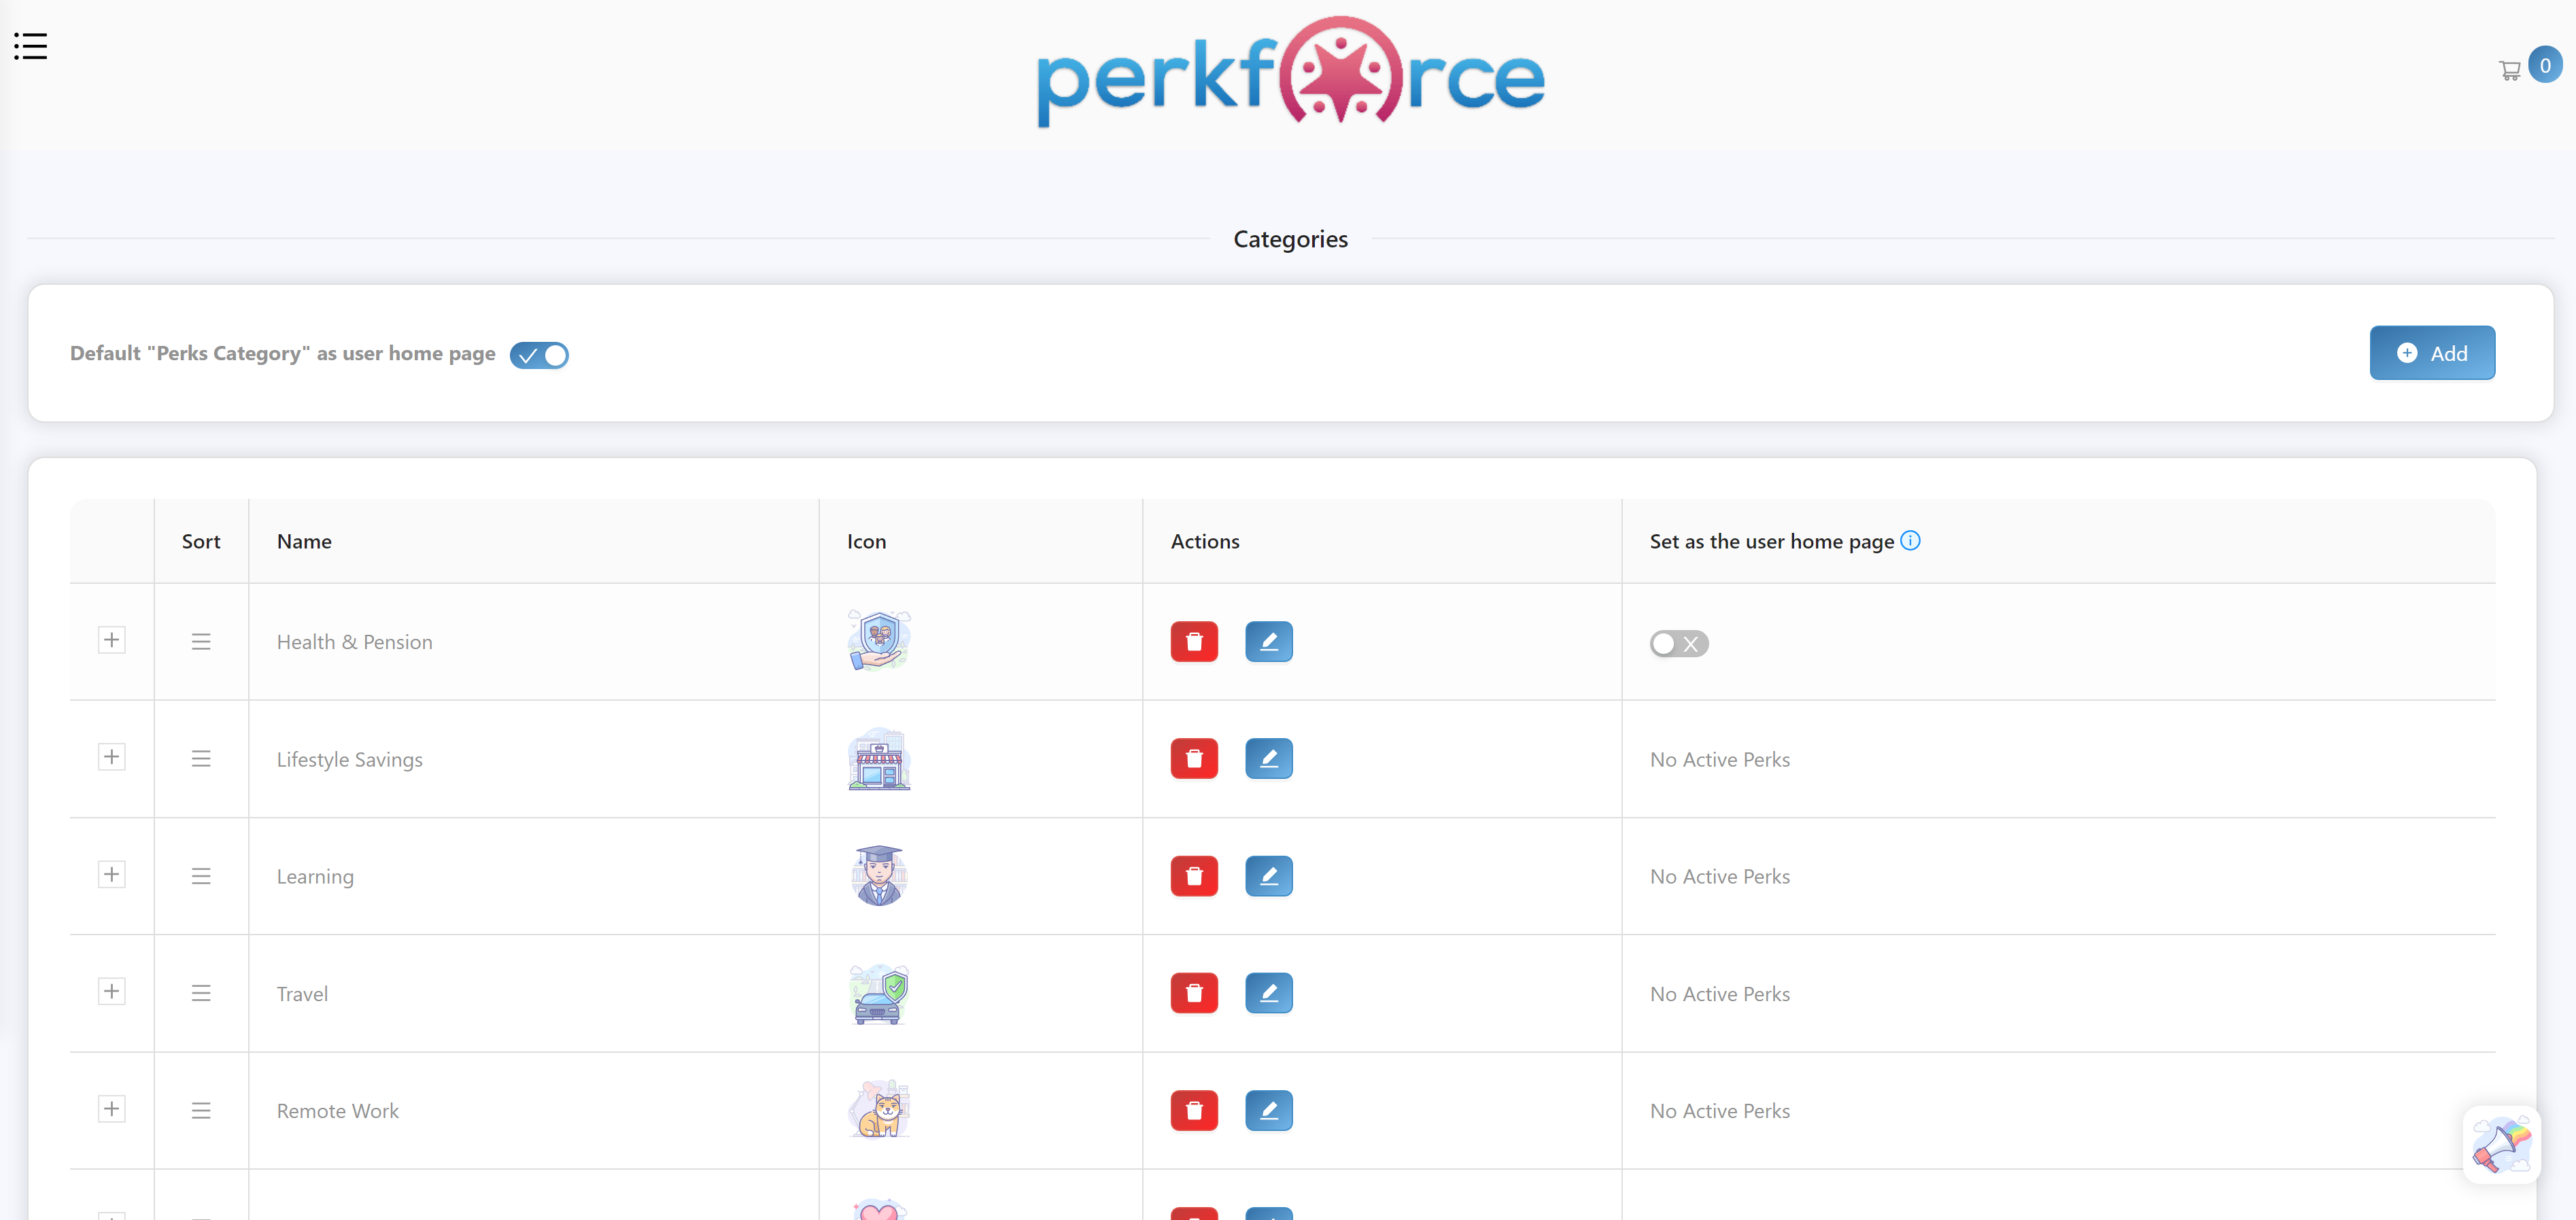 perkforce
0
Categories
Default "Perks Category" as user home page
Add
Sort Name Icon Actions Set as the user home page
Health & Pension
Lifestyle Savings No Active Perks
Learning No Active Perks
Travel No Active Perks
Remote Work No Active Perks